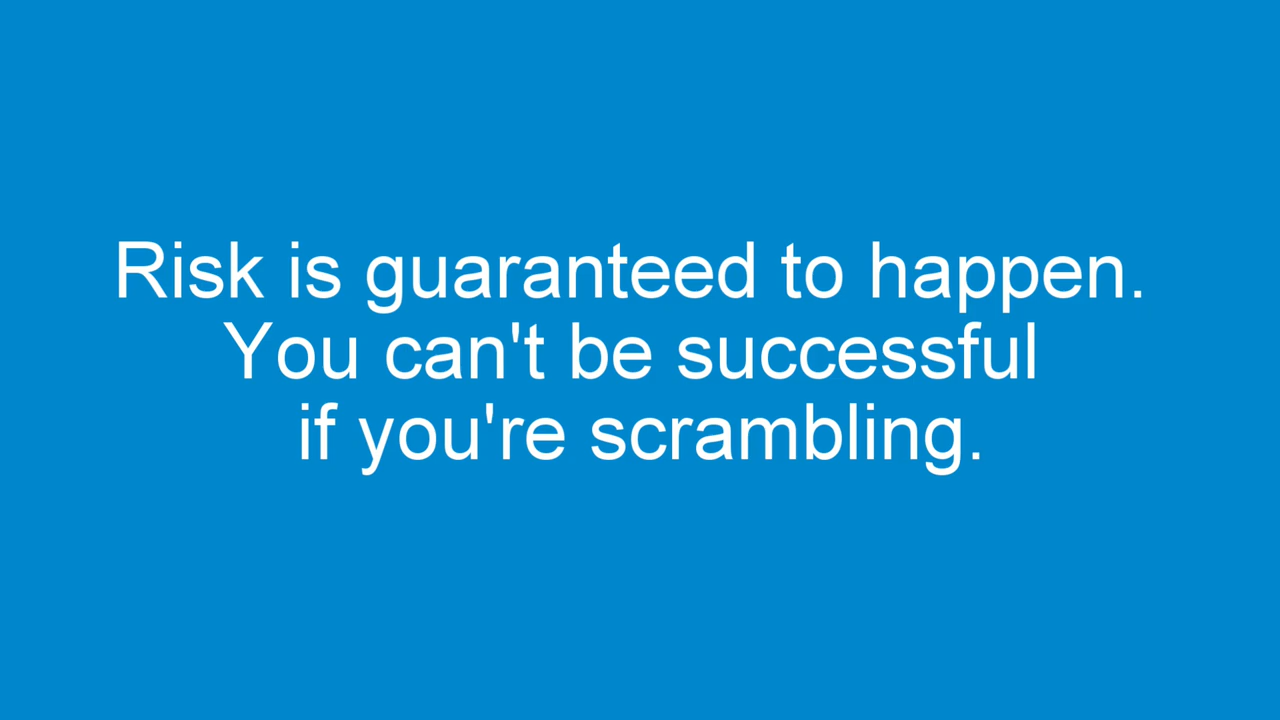 Risk is guaranteed to happen.
You can't be successful
if you're scrambling.